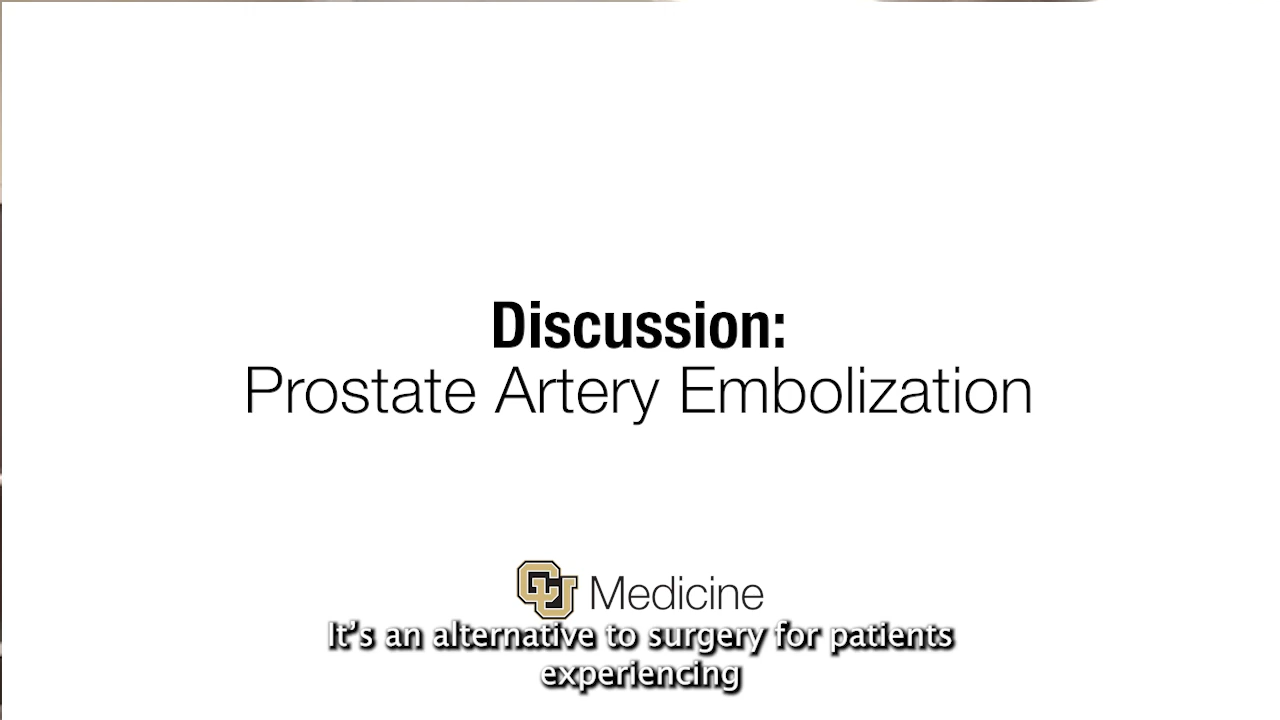 Discussion:
Prostate Artery Embolization
CU Medicine
It's an alternative to surgery for patients
experiencing